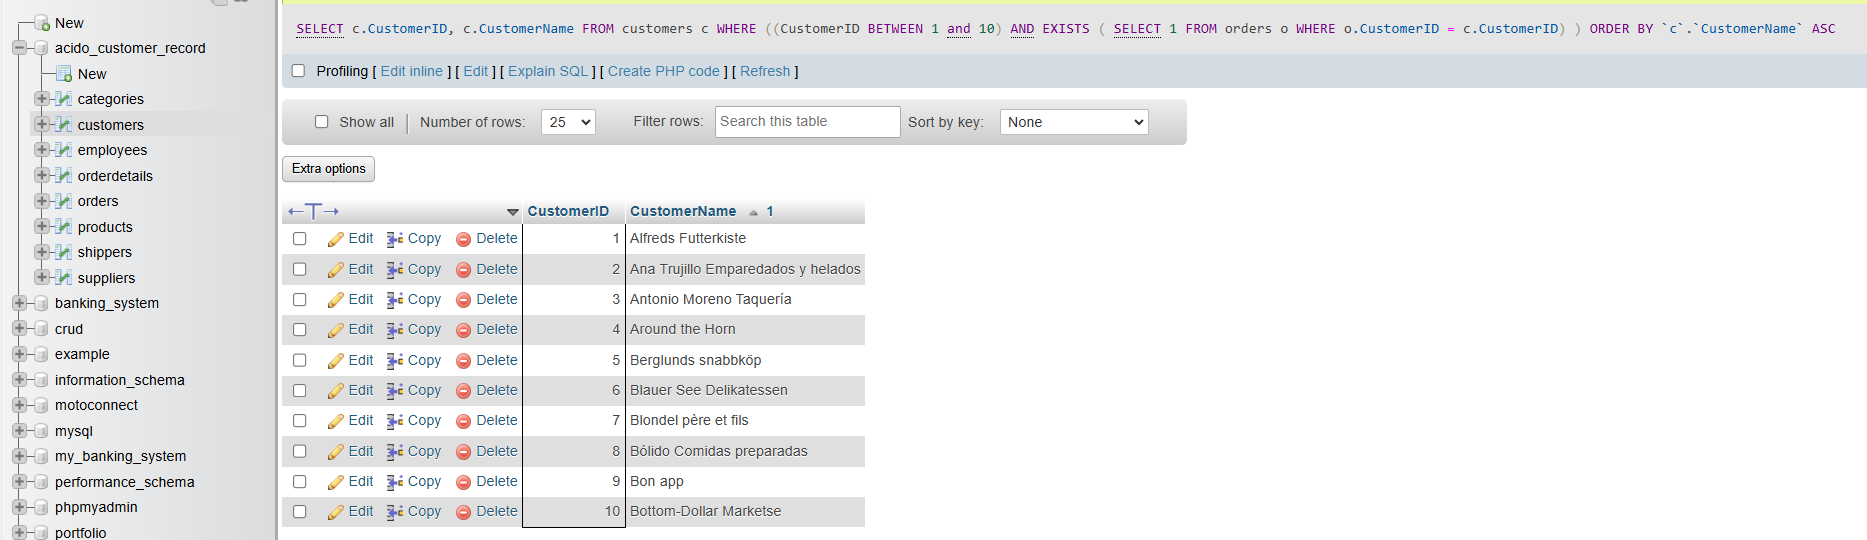 New
acido_customer_record
New
categories
customers
employees
orderdetails
orders
products
shippers
suppliers
banking_system
crud
example
information_schema
motoconnect
mysql
my_banking_system
performance_schema
phpmyadmin
portfolio
SELECT c.CustomerID, c.CustomerName FROM customers c WHERE ((CustomerID BETWEEN 1 and 10) AND EXISTS ( SELECT 1 FROM orders o WHERE o.CustomerID = c.CustomerID) ) ORDER BY `c`.`CustomerName` ASC
Profiling [ Edit inline ] [ Edit ] [ Explain SQL ] [ Create PHP code ] [ Refresh ]
Show all | Number of rows: 25 Filter rows: Search this table Sort by key: None
Extra options
CustomerID CustomerName 1
Edit Copy Delete 1 Alfreds Futterkiste
Edit Copy Delete 2 Ana Trujillo Emparedados y helados
Edit Copy Delete 3 Antonio Moreno Taquería
Edit Copy Delete 4 Around the Horn
Edit Copy Delete 5 Berglunds snabbköp
Edit Copy Delete 6 Blauer See Delikatessen
Edit Copy Delete 7 Blondel père et fils
Edit Copy Delete 8 Bólido Comidas preparadas
Edit Copy Delete 9 Bon app
Edit Copy Delete 10 Bottom-Dollar Marketse